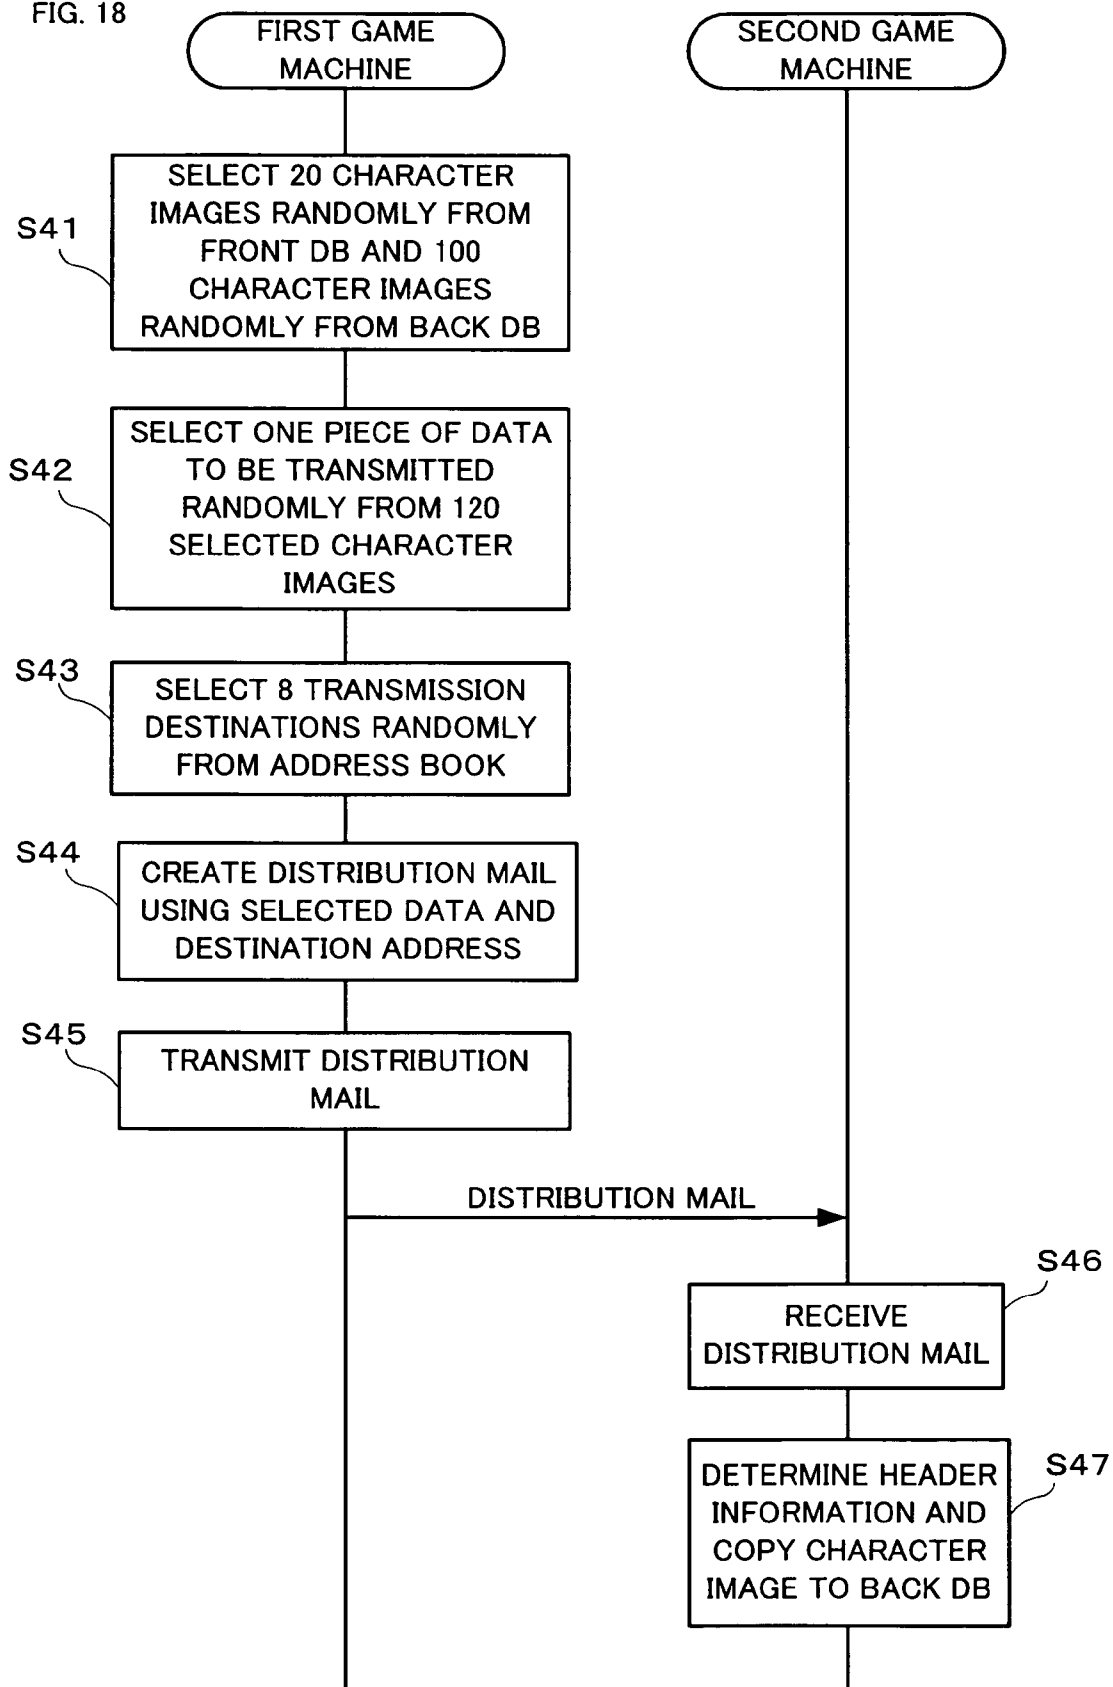 FIG. 18
FIRST GAME
MACHINE
SECOND GAME
MACHINE
S41
SELECT 20 CHARACTER
IMAGES RANDOMLY FROM
FRONT DB AND 100
CHARACTER IMAGES
RANDOMLY FROM BACK DB
S42
SELECT ONE PIECE OF DATA
TO BE TRANSMITTED
RANDOMLY FROM 120
SELECTED CHARACTER
IMAGES
S43
SELECT 8 TRANSMISSION
DESTINATIONS RANDOMLY
FROM ADDRESS BOOK
S44
CREATE DISTRIBUTION MAIL
USING SELECTED DATA AND
DESTINATION ADDRESS
S45
TRANSMIT DISTRIBUTION
MAIL
DISTRIBUTION MAIL
S46
RECEIVE
DISTRIBUTION MAIL
S47
DETERMINE HEADER
INFORMATION AND
COPY CHARACTER
IMAGE TO BACK DB